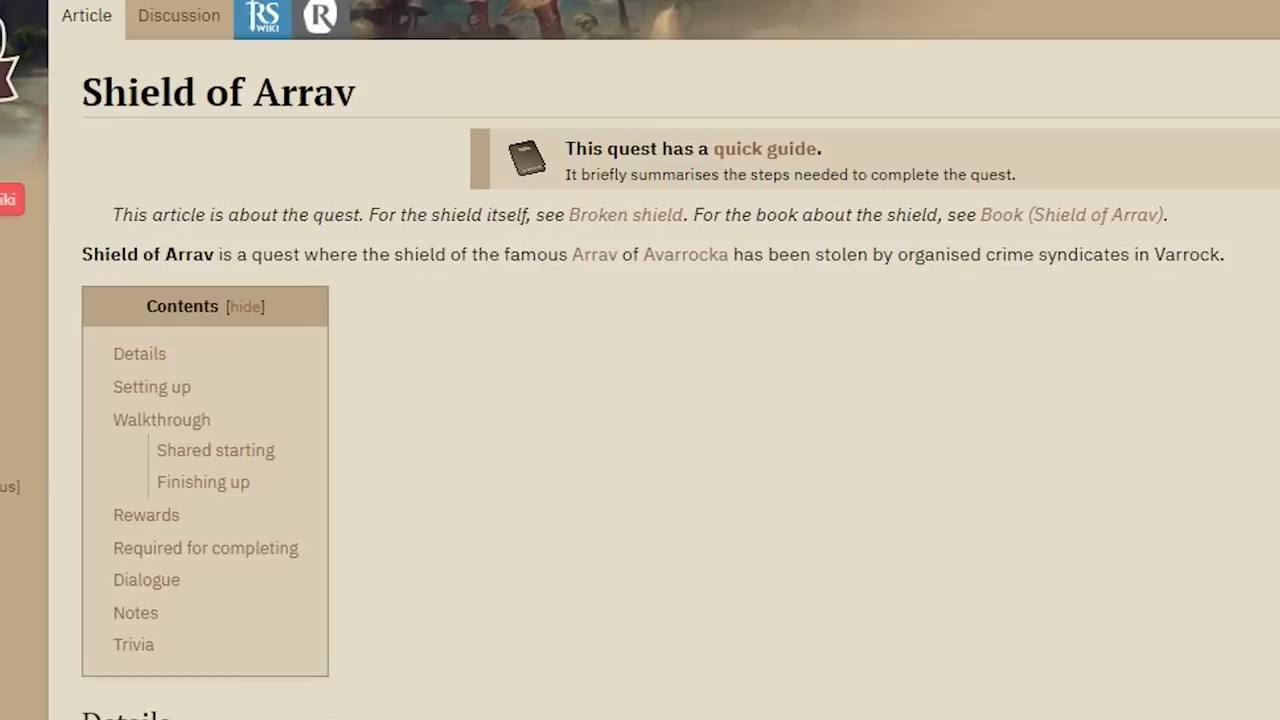 Article Discussion RS WIKI R
Shield of Arrav
This quest has a quick guide.
It briefly summarises the steps needed to complete the quest.
This article is about the quest. For the shield itself, see Broken shield. For the book about the shield, see Book (Shield of Arrav).
Shield of Arrav is a quest where the shield of the famous Arrav of Avarrocka has been stolen by organised crime syndicates in Varrock.
Contents [hide]
Details
Setting up
Walkthrough
Shared starting
Finishing up
Rewards
Required for completing
Dialogue
Notes
Trivia
Details
iki
us]